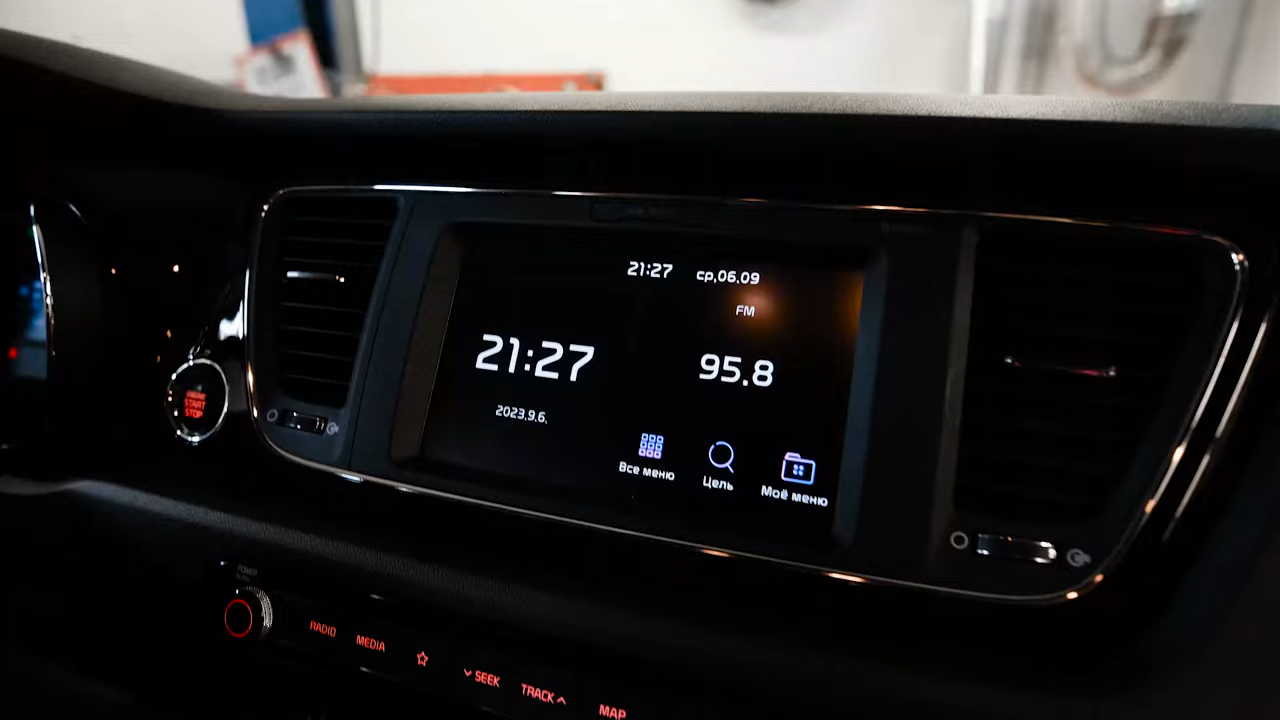 21:27 ср,06.09
FM
21:27
95.8
2023.9.6.
Все меню
Цель
Моё меню
ENGINE
START
STOP
POWER
RADIO
MEDIA
SEEK
TRACK
MAP